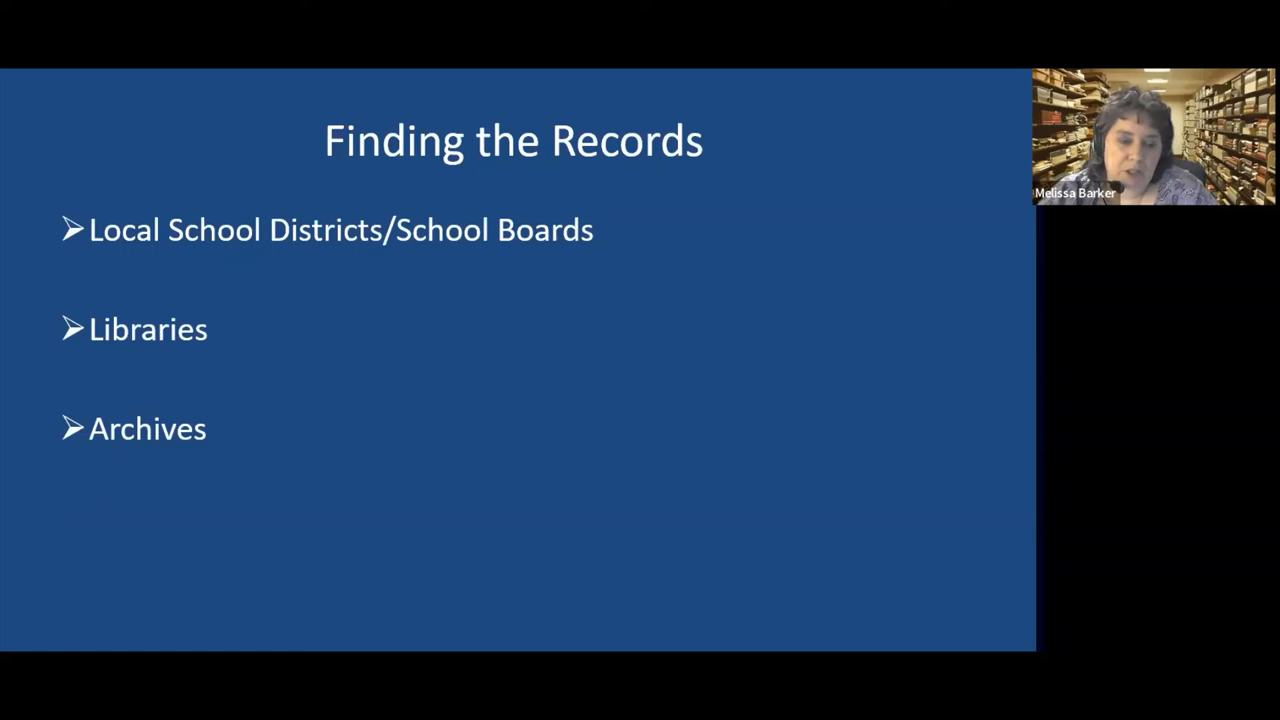 Finding the Records
Local School Districts/School Boards
Libraries
Archives
Melissa Barker